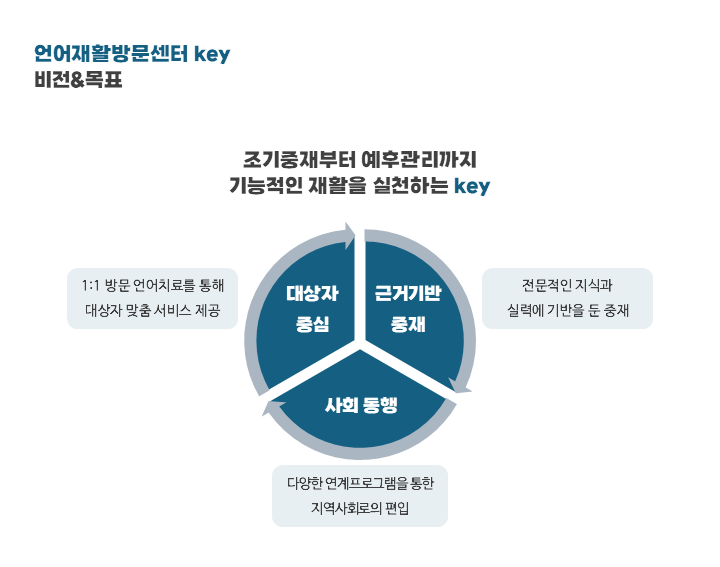 언어재활방문센터 key
비전&목표
조기중재부터 예후관리까지
기능적인 재활을 실천하는 key
1:1 방문 언어치료를 통해
대상자 맞춤 서비스 제공
대상자
중심
근거기반
중재
전문적인 지식과
실력에 기반을 둔 중재
사회 동행
다양한 연계프로그램을 통한
지역사회로의 편입